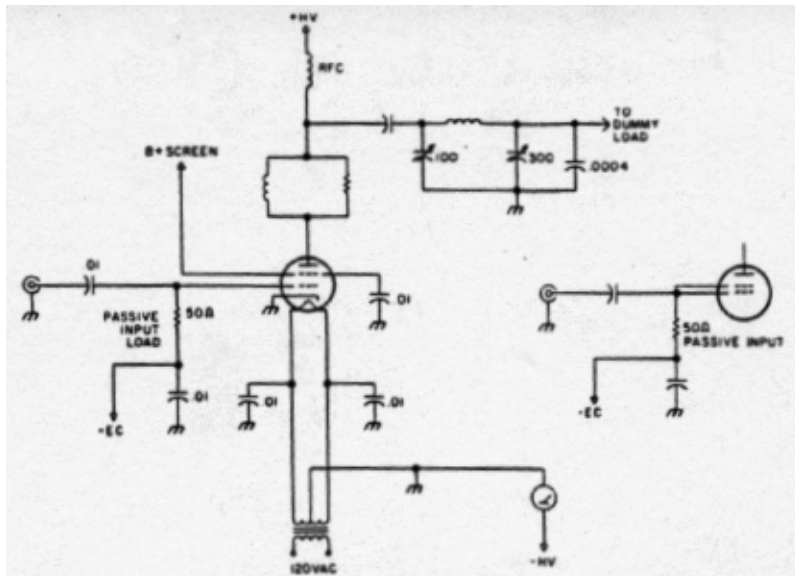 +HV
RFC
TO
DUMMY
LOAD
B+SCREEN
.100
.300
.0004
.01
.01
50Ω
PASSIVE
INPUT
LOAD
50Ω
PASSIVE INPUT
.01
-EC
.01
.01
-EC
120VAC
-HV